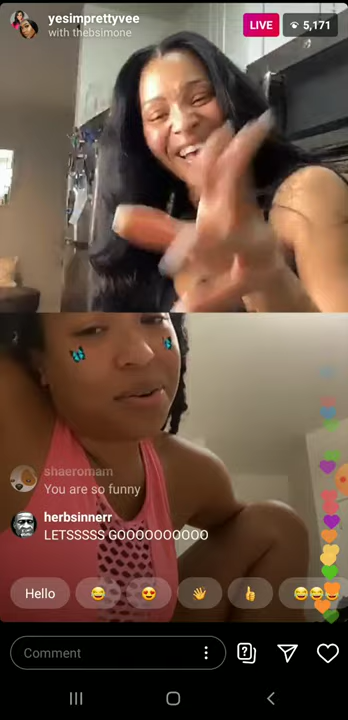 yesimprettyvee
with thebsimone
LIVE
5,171
shaeromam
You are so funny
herbsinnerr
LETSSSSS GOOOOOOOOOO
Hello
Comment